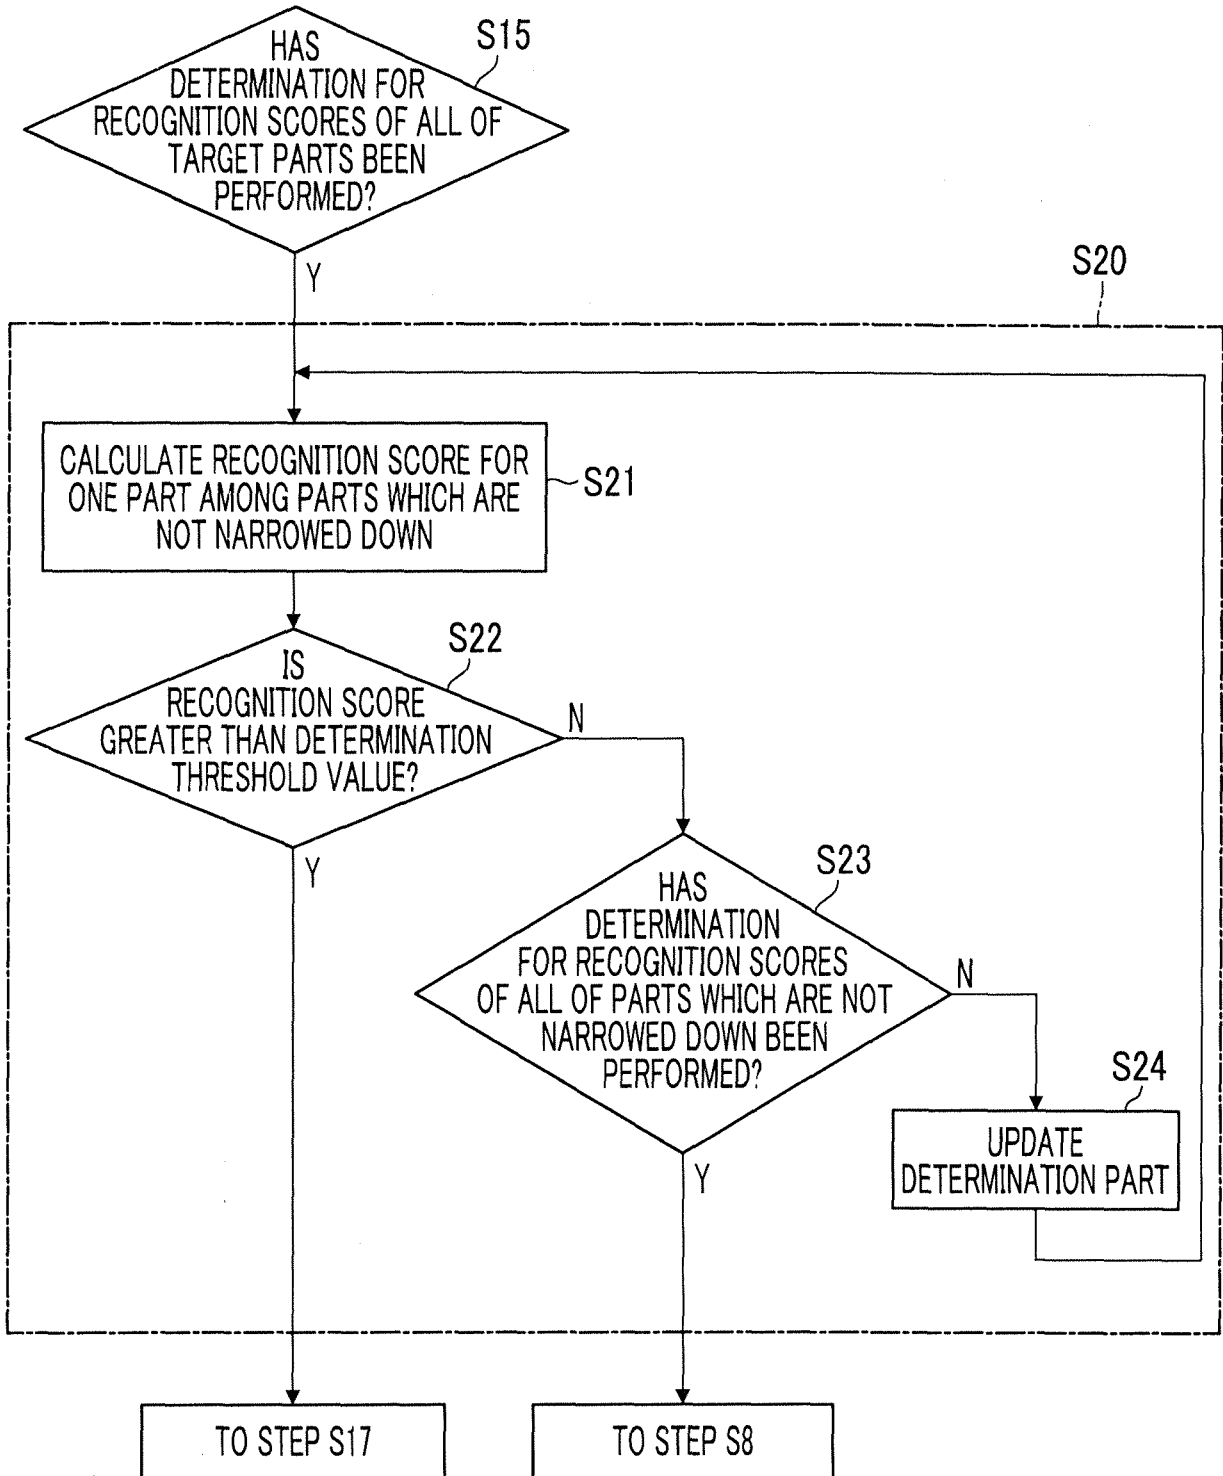 HAS
DETERMINATION FOR
RECOGNITION SCORES OF ALL OF
TARGET PARTS BEEN
PERFORMED?
S15
Y
S20
CALCULATE RECOGNITION SCORE FOR
ONE PART AMONG PARTS WHICH ARE
NOT NARROWED DOWN
S21
IS
RECOGNITION SCORE
GREATER THAN DETERMINATION
THRESHOLD VALUE?
S22
N
Y
HAS
DETERMINATION
FOR RECOGNITION SCORES
OF ALL OF PARTS WHICH ARE NOT
NARROWED DOWN BEEN
PERFORMED?
S23
N
Y
S24
UPDATE
DETERMINATION PART
TO STEP S17
TO STEP S8